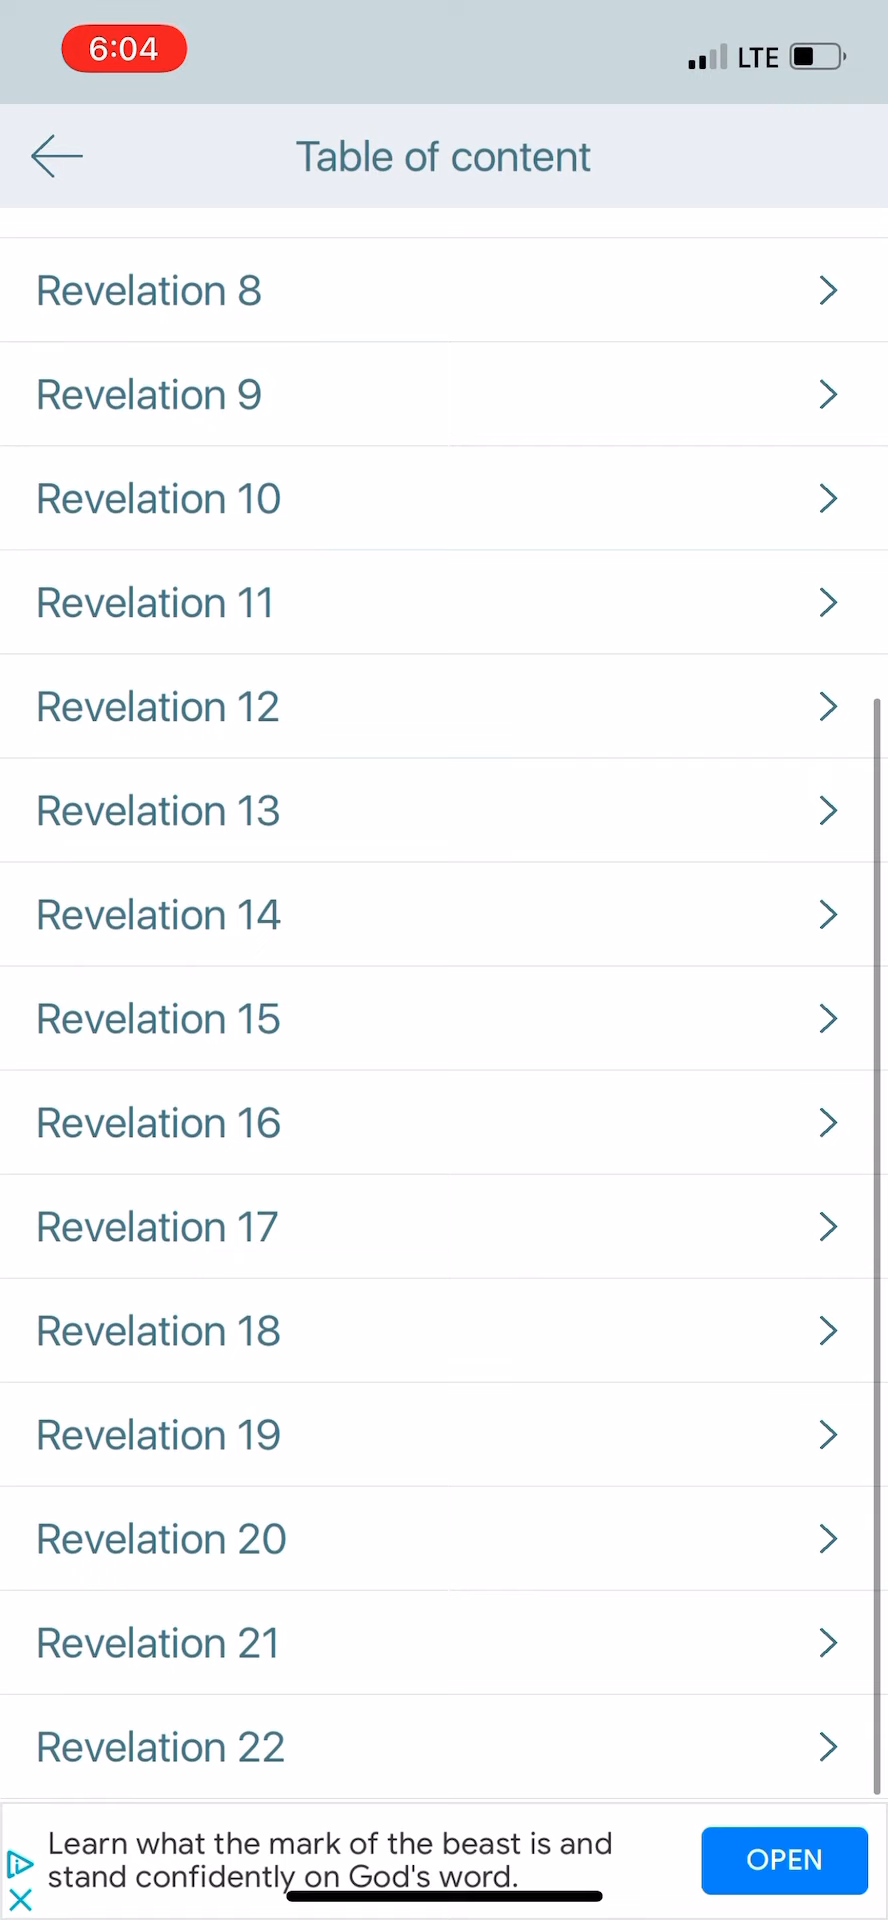 6:04
LTE
Table of content
Revelation 8
Revelation 9
Revelation 10
Revelation 11
Revelation 12
Revelation 13
Revelation 14
Revelation 15
Revelation 16
Revelation 17
Revelation 18
Revelation 19
Revelation 20
Revelation 21
Revelation 22
Learn what the mark of the beast is and
stand confidently on God's word.
OPEN